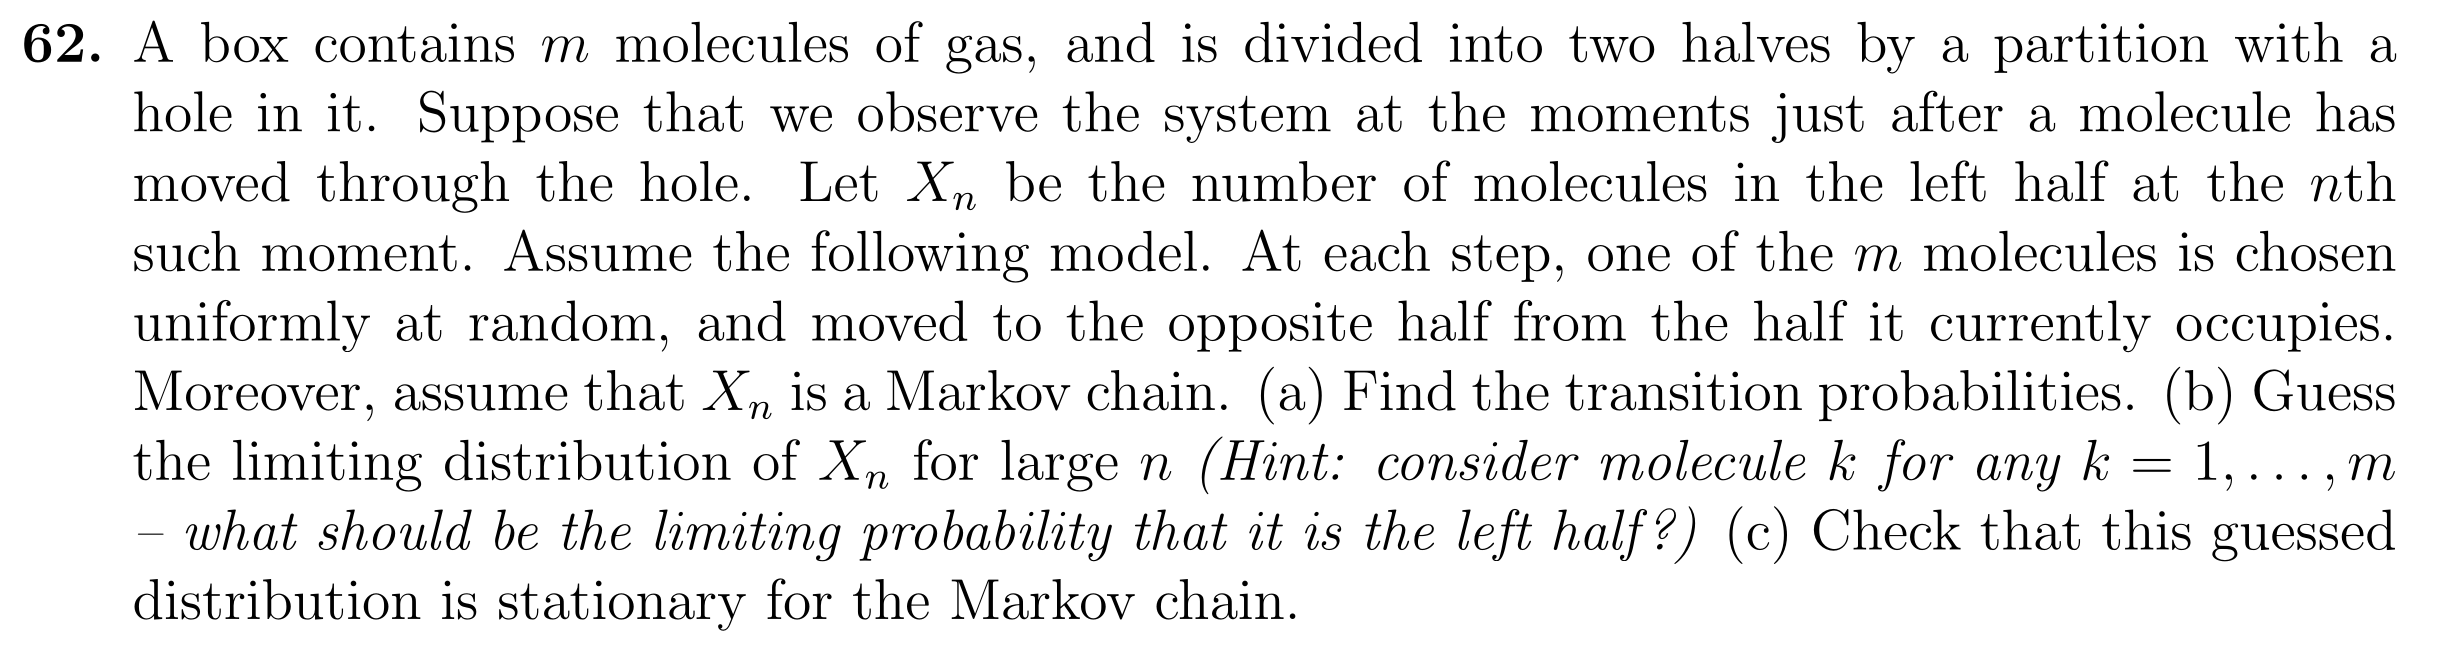 62. A box contains m molecules of gas, and is divided into two halves by a partition with a
hole in it. Suppose that we observe the system at the moments just after a molecule has
moved through the hole. Let Xₙ be the number of molecules in the left half at the nth
such moment. Assume the following model. At each step, one of the m molecules is chosen
uniformly at random, and moved to the opposite half from the half it currently occupies.
Moreover, assume that Xₙ is a Markov chain. (a) Find the transition probabilities. (b) Guess
the limiting distribution of Xₙ for large n (Hint: consider molecule k for any k = 1, . . . , m
– what should be the limiting probability that it is the left half?) (c) Check that this guessed
distribution is stationary for the Markov chain.